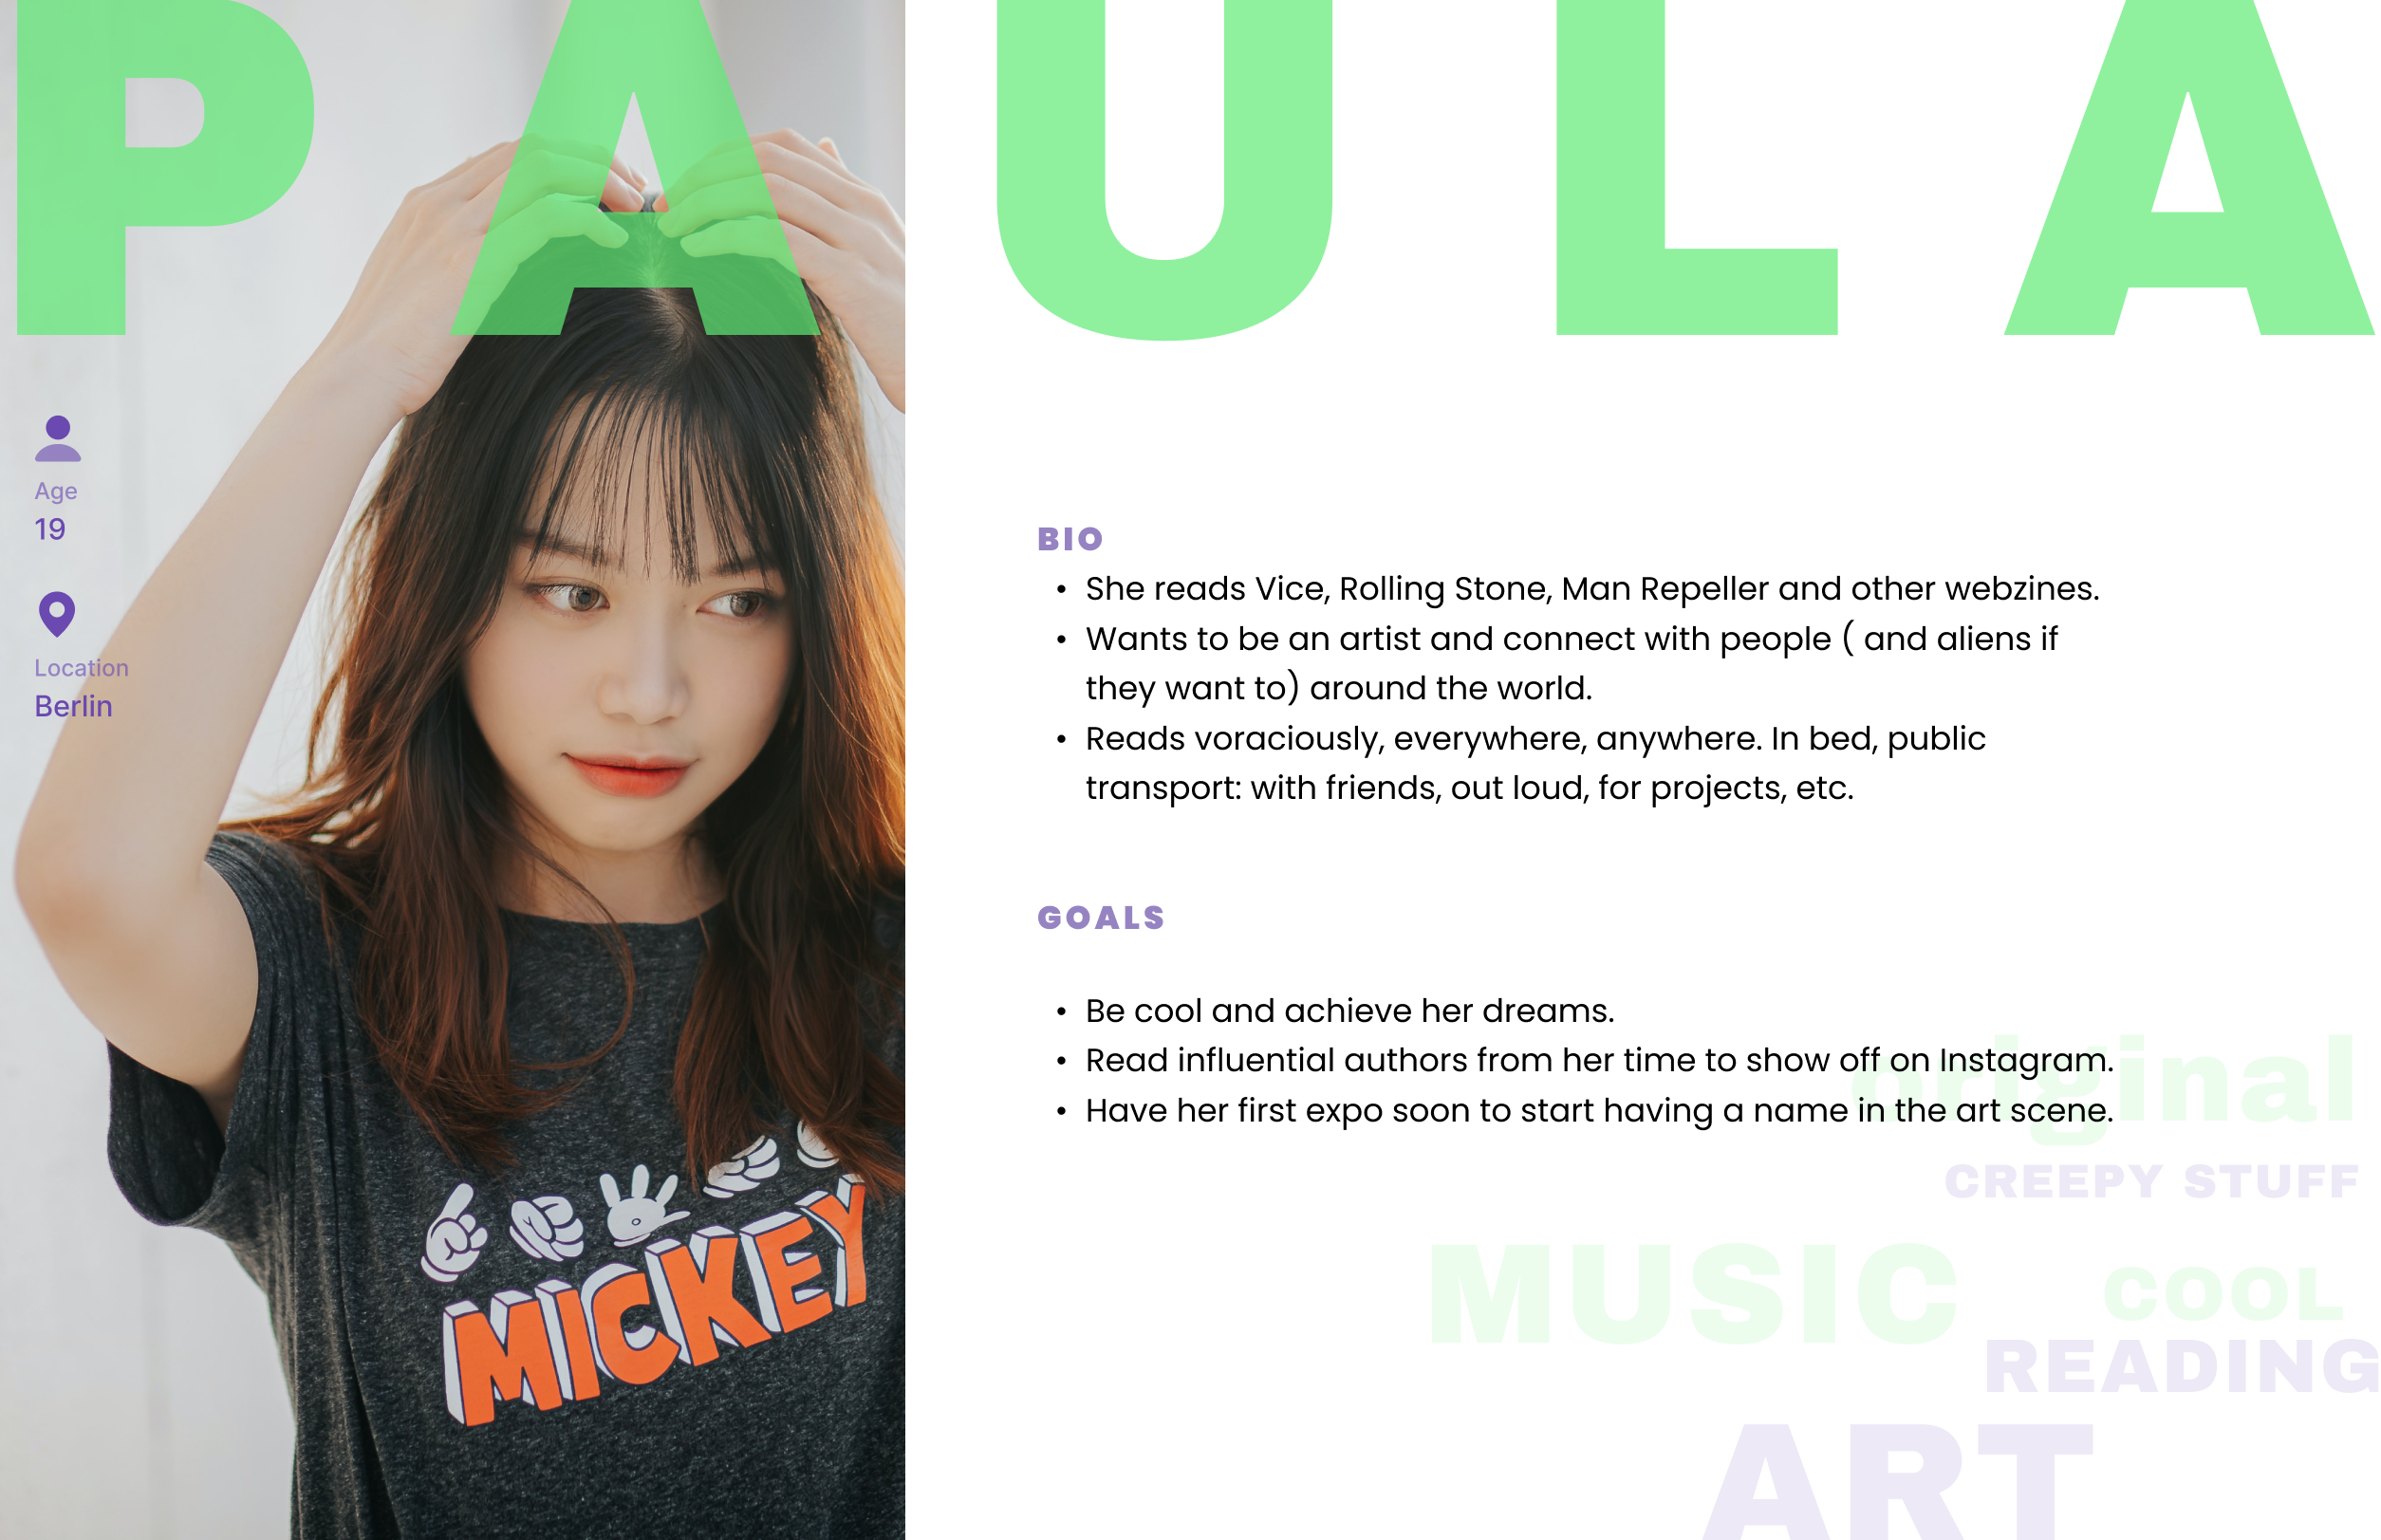 PAULA
Age
19
Location
Berlin
MICKEY
BIO
• She reads Vice, Rolling Stone, Man Repeller and other webzines.
• Wants to be an artist and connect with people ( and aliens if
they want to) around the world.
• Reads voraciously, everywhere, anywhere. In bed, public
transport: with friends, out loud, for projects, etc.
GOALS
• Be cool and achieve her dreams.
• Read influential authors from her time to show off on Instagram.
• Have her first expo soon to start having a name in the art scene.
original
CREEPY STUFF
MUSIC
COOL
READING
ART